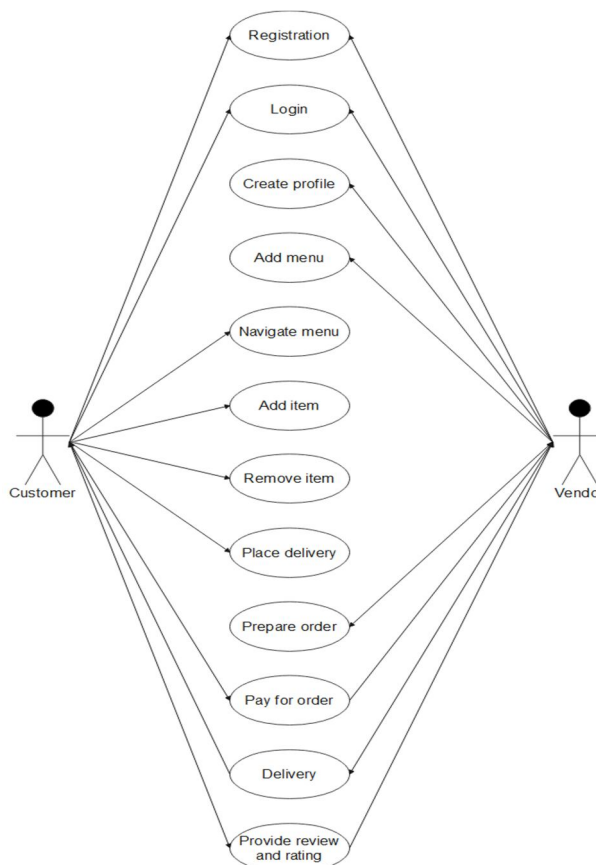 Registration
Login
Create profile
Add menu
Navigate menu
Add item
Remove item
Customer
Vendo
Place delivery
Prepare order
Pay for order
Delivery
Provide review
and rating